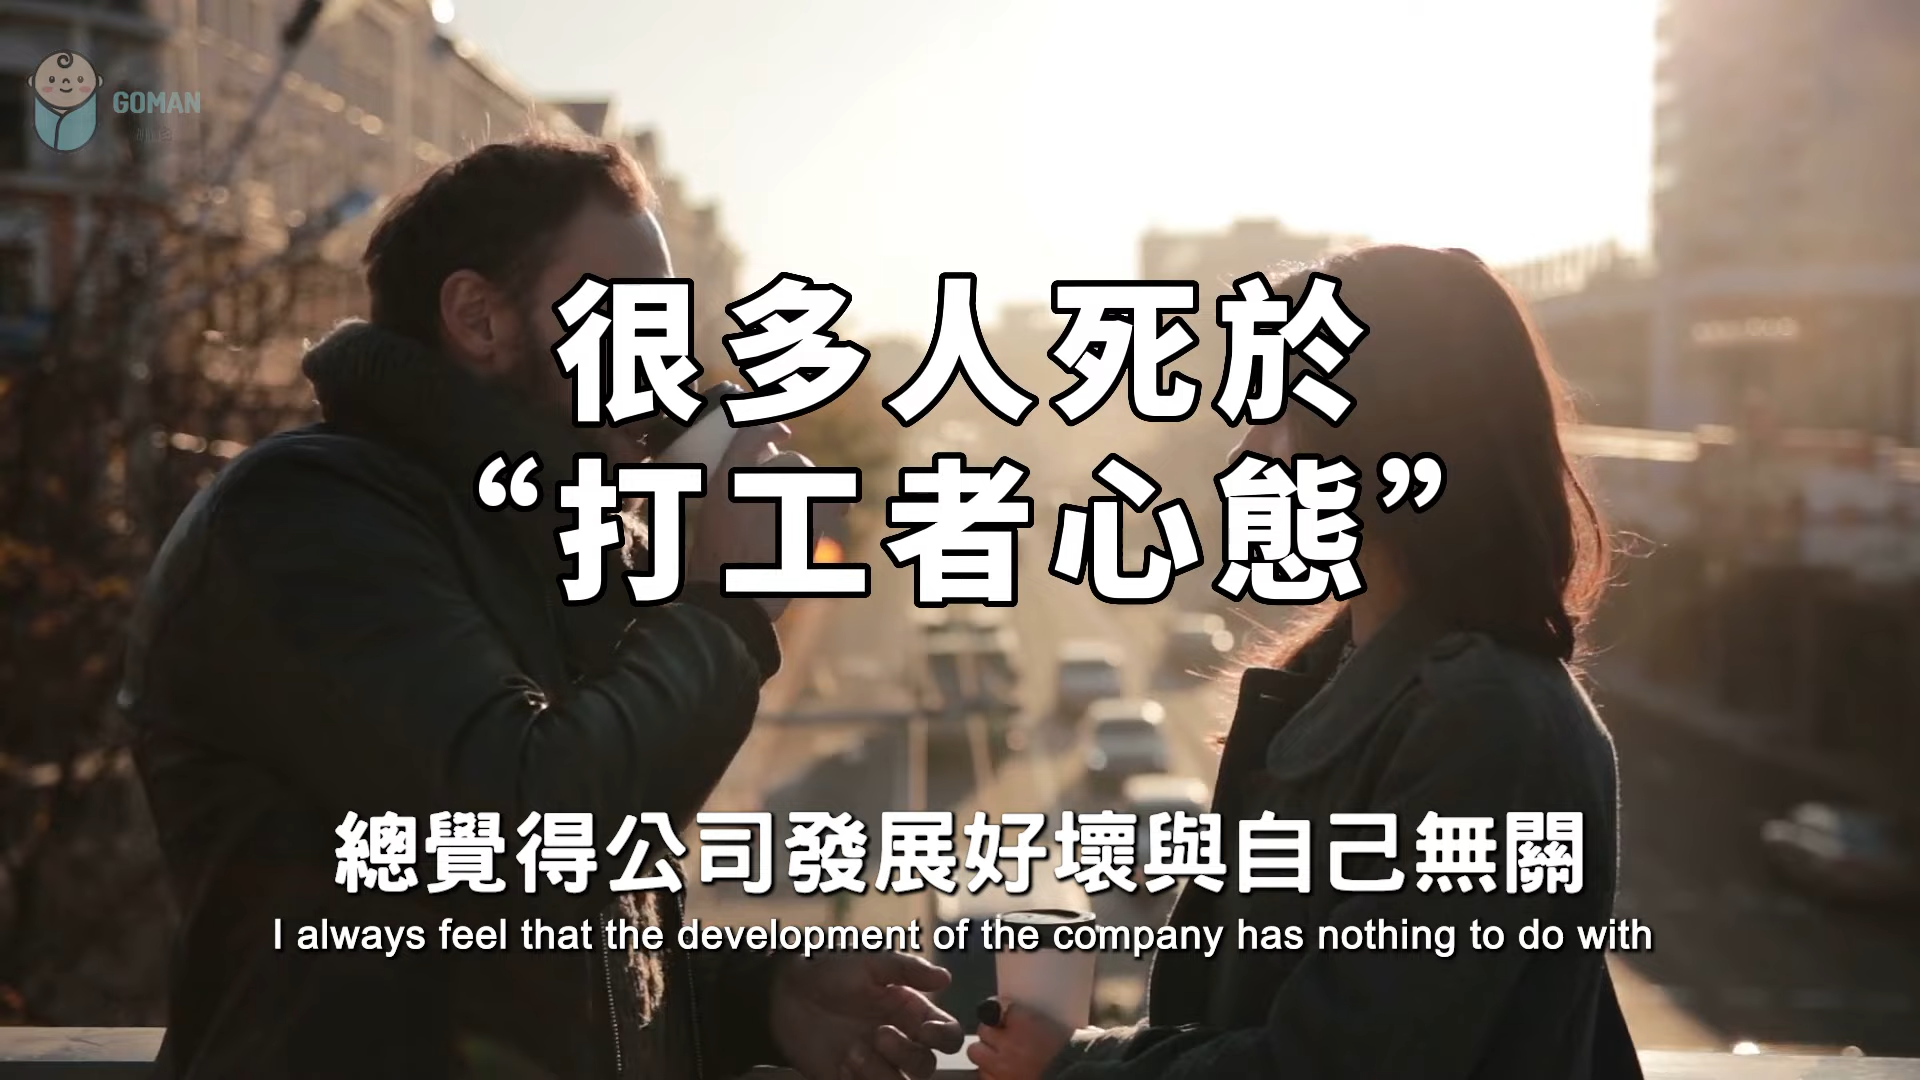 GOMAN
很多人死於
“打工者心態”
總覺得公司發展好壞與自己無關
I always feel that the development of the company has nothing to do with